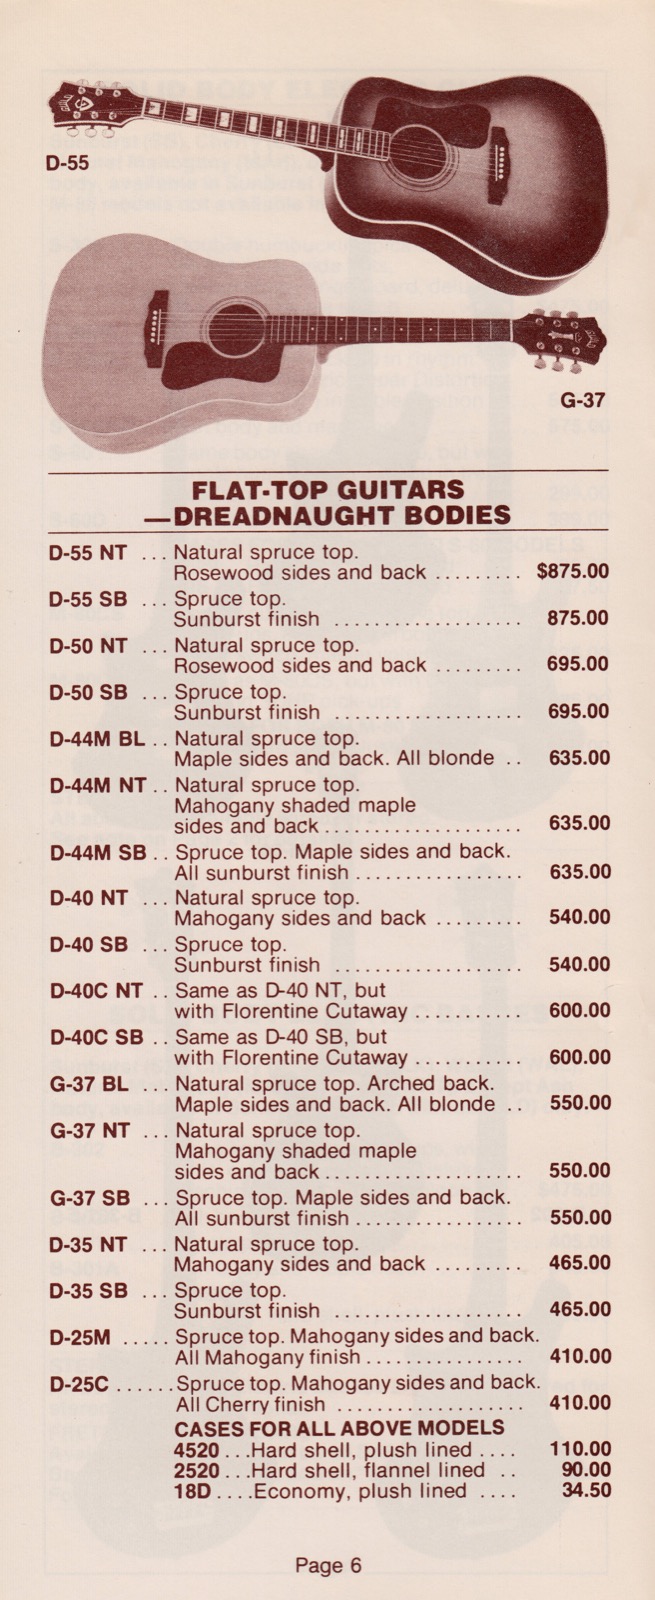 D-55
G-37
FLAT-TOP GUITARS
—DREADNAUGHT BODIES
D-55 NT ... Natural spruce top.
Rosewood sides and back ......... $875.00
D-55 SB ... Spruce top.
Sunburst finish ................... 875.00
D-50 NT ... Natural spruce top.
Rosewood sides and back ......... 695.00
D-50 SB ... Spruce top.
Sunburst finish ................... 695.00
D-44M BL .. Natural spruce top.
Maple sides and back. All blonde .. 635.00
D-44M NT .. Natural spruce top.
Mahogany shaded maple
sides and back .................... 635.00
D-44M SB .. Spruce top. Maple sides and back.
All sunburst finish ................ 635.00
D-40 NT ... Natural spruce top.
Mahogany sides and back ......... 540.00
D-40 SB ... Spruce top.
Sunburst finish ................... 540.00
D-40C NT .. Same as D-40 NT, but
with Florentine Cutaway ........... 600.00
D-40C SB .. Same as D-40 SB, but
with Florentine Cutaway ........... 600.00
G-37 BL ... Natural spruce top. Arched back.
Maple sides and back. All blonde .. 550.00
G-37 NT ... Natural spruce top.
Mahogany shaded maple
sides and back .................... 550.00
G-37 SB ... Spruce top. Maple sides and back.
All sunburst finish ................ 550.00
D-35 NT ... Natural spruce top.
Mahogany sides and back ......... 465.00
D-35 SB ... Spruce top.
Sunburst finish ................... 465.00
D-25M ..... Spruce top. Mahogany sides and back.
All Mahogany finish ............... 410.00
D-25C ...... Spruce top. Mahogany sides and back.
All Cherry finish .................. 410.00
CASES FOR ALL ABOVE MODELS
4520 ... Hard shell, plush lined .... 110.00
2520 ... Hard shell, flannel lined .. 90.00
18D .... Economy, plush lined .... 34.50
Page 6